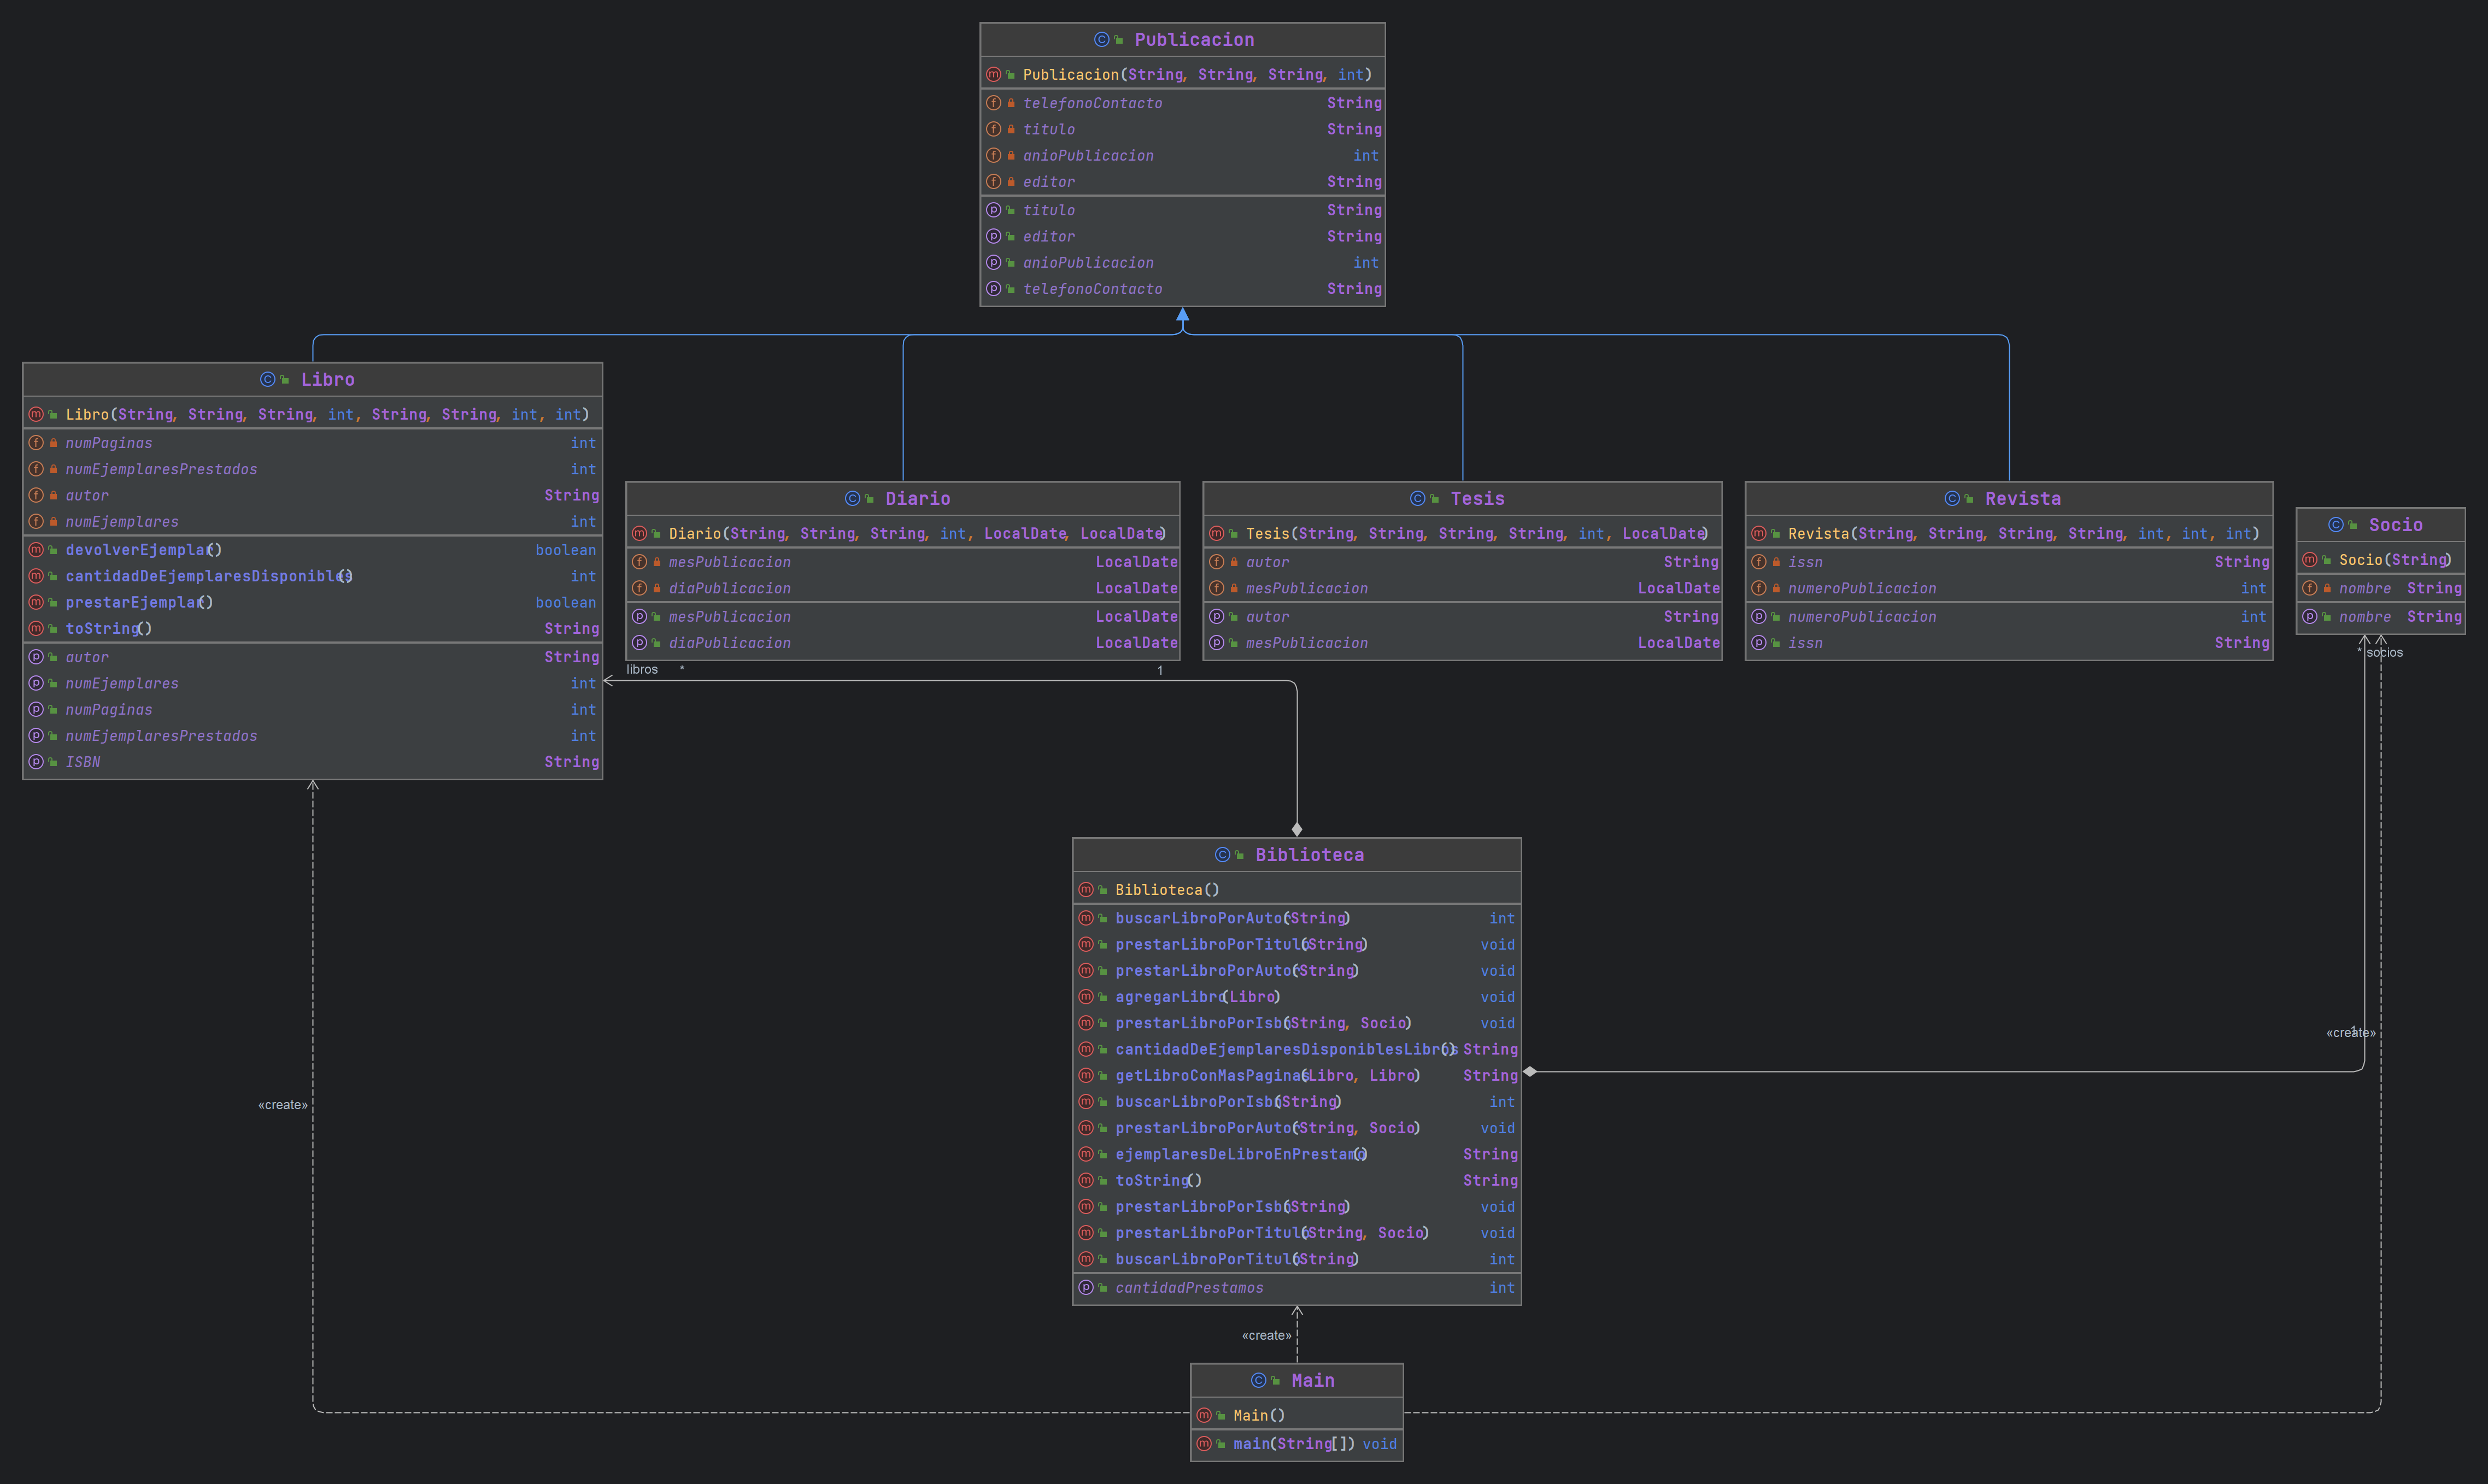 Publicacion
Publicacion(String, String, String, int)
telefonoContacto String
titulo String
anioPublicacion int
editor String
titulo String
editor String
anioPublicacion int
telefonoContacto String
Libro
Libro(String, String, String, int, String, String, int, int)
numPaginas int
numEjemplaresPrestados int
autor String
numEjemplares int
devolverEjemplar() boolean
cantidadDeEjemplaresDisponibles() int
prestarEjemplar() boolean
toString() String
autor String
numEjemplares int
numPaginas int
numEjemplaresPrestados int
ISBN String
Diario
Diario(String, String, String, int, LocalDate, LocalDate)
mesPublicacion LocalDate
diaPublicacion LocalDate
mesPublicacion LocalDate
diaPublicacion LocalDate
Tesis
Tesis(String, String, String, String, int, LocalDate)
autor String
mesPublicacion LocalDate
autor String
mesPublicacion LocalDate
Revista
Revista(String, String, String, String, int, int, int)
issn String
numeroPublicacion int
numeroPublicacion int
issn String
Socio
Socio(String)
nombre String
nombre String
libros * 1
* socios
Biblioteca
Biblioteca()
buscarLibroPorAutor(String) int
prestarLibroPorTitulo(String) void
prestarLibroPorAutor(String) void
agregarLibro(Libro) void
prestarLibroPorIsbn(String, Socio) void
cantidadDeEjemplaresDisponiblesLibros() String
getLibroConMasPaginas(Libro, Libro) String
buscarLibroPorIsbn(String) int
prestarLibroPorAutor(String, Socio) void
ejemplaresDeLibroEnPrestamo() String
toString() String
prestarLibroPorIsbn(String) void
prestarLibroPorTitulo(String, Socio) void
buscarLibroPorTitulo(String) int
cantidadPrestamos int
«create»
1
«create»
«create»
Main
Main()
main(String[]) void